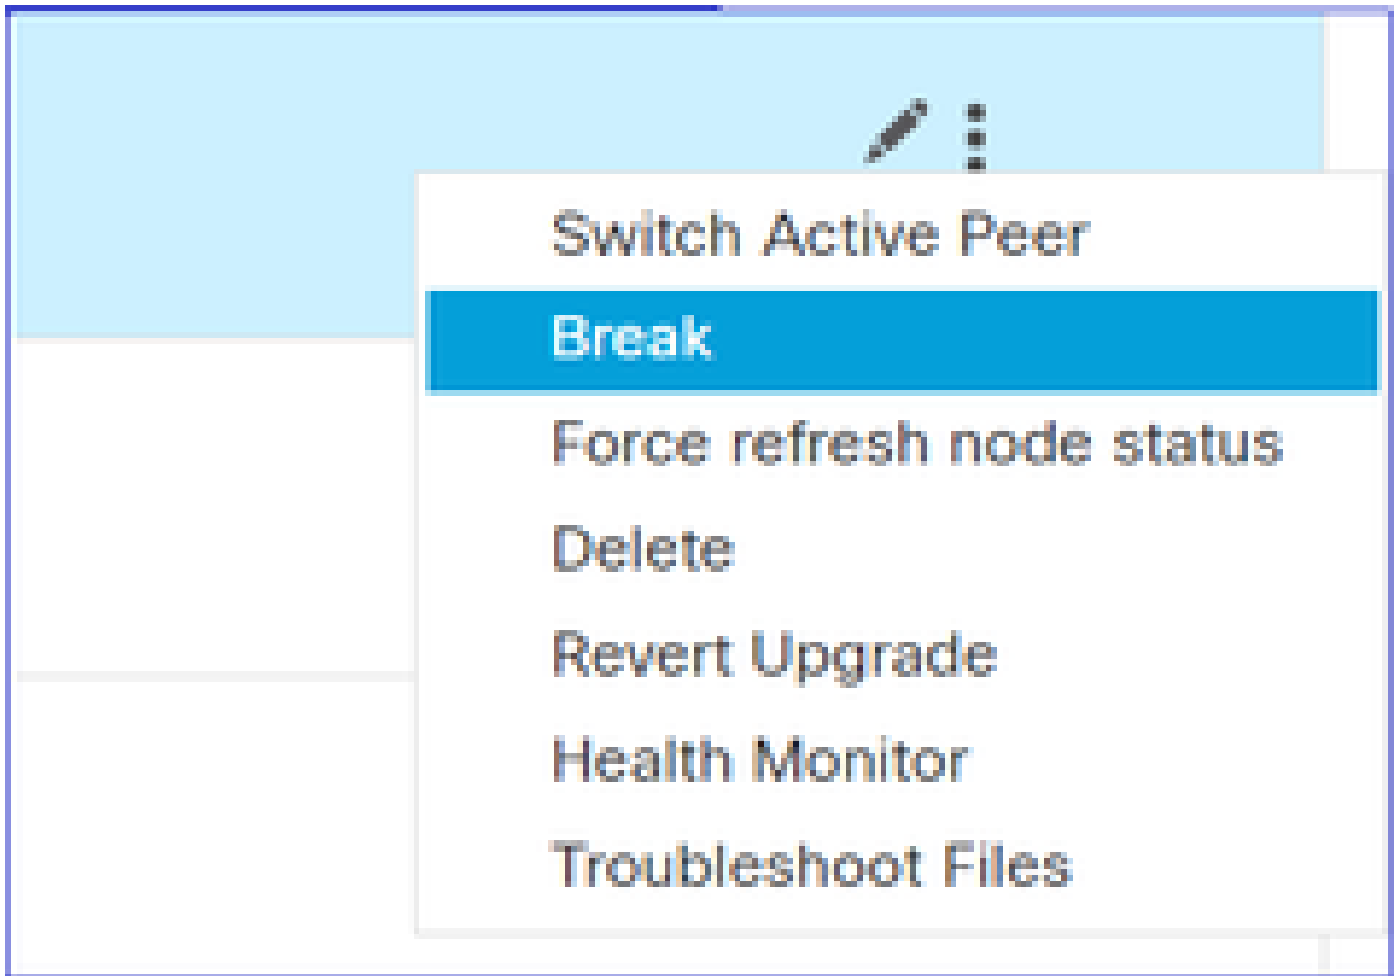 Switch Active Peer
Break
Force refresh node status
Delete
Revert Upgrade
Health Monitor
Troubleshoot Files